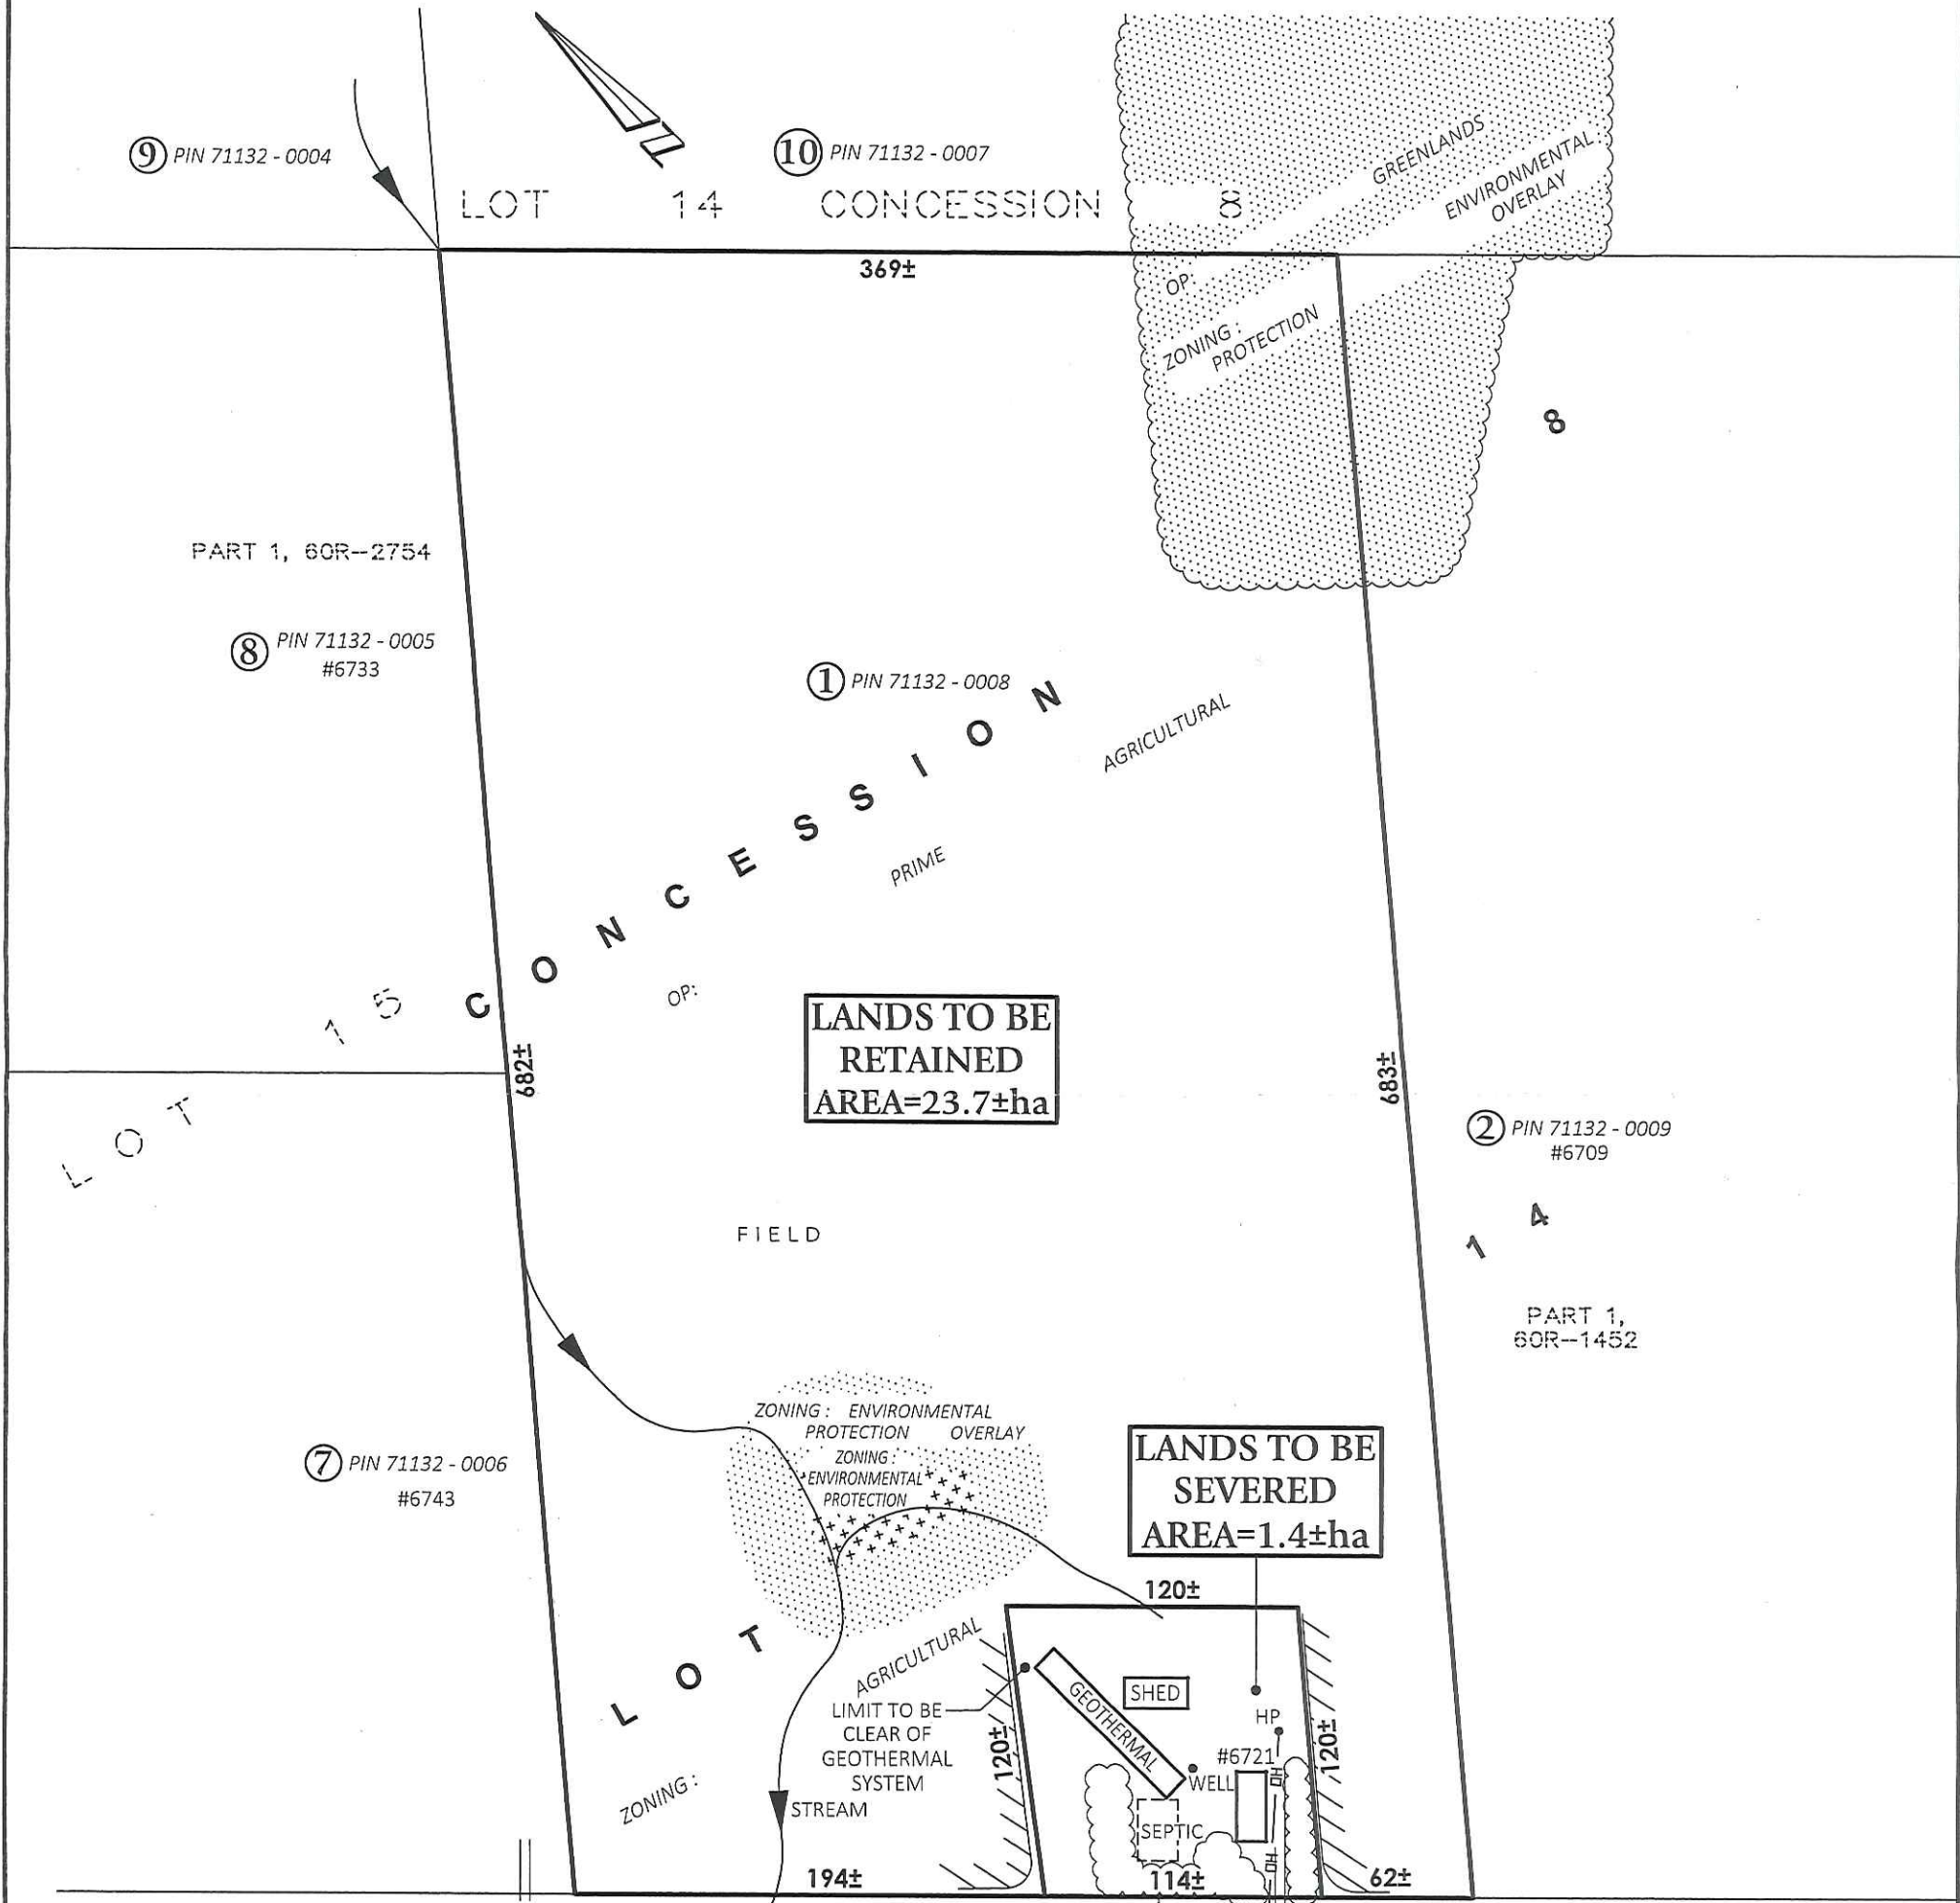 ⑨ PIN 71132 - 0004
⑩ PIN 71132 - 0007
LOT 14 CONCESSION 8
GREENLANDS
ENVIRONMENTAL
OVERLAY
369±
OP:
ZONING :
PROTECTION
8
PART 1, 60R--2754
⑧ PIN 71132 - 0005
#6733
① PIN 71132 - 0008
CONCESSION
AGRICULTURAL
PRIME
OP:
LOT 15
682±
LANDS TO BE
RETAINED
AREA=23.7±ha
683±
② PIN 71132 - 0009
#6709
14
FIELD
PART 1,
60R--1452
ZONING : ENVIRONMENTAL
PROTECTION OVERLAY
ZONING :
ENVIRONMENTAL
PROTECTION
⑦ PIN 71132 - 0006
#6743
LANDS TO BE
SEVERED
AREA=1.4±ha
120±
LOT
AGRICULTURAL
ZONING :
LIMIT TO BE
CLEAR OF
GEOTHERMAL
SYSTEM
STREAM
120±
GEOTHERMAL
SHED
HP
#6721
WELL
OH
SEPTIC
OH
120±
194±
114±
62±